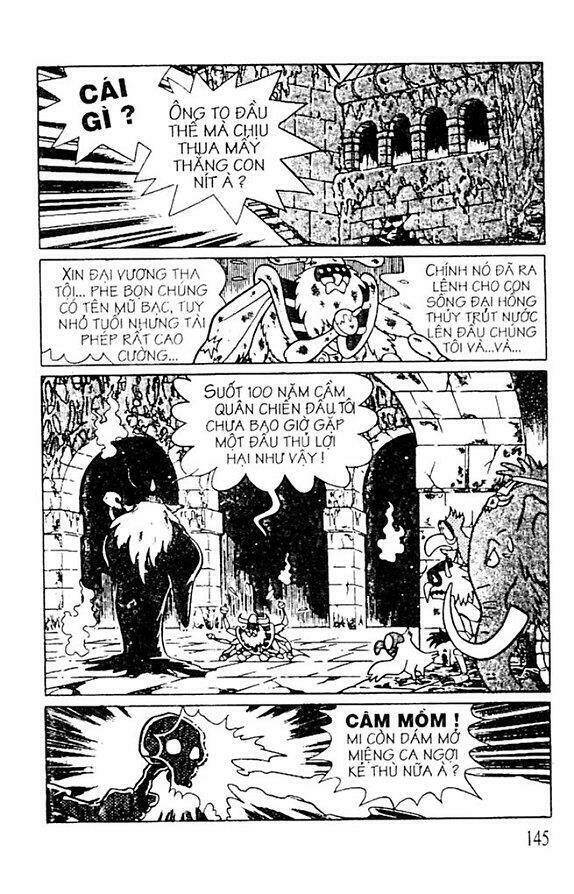 CÁI
GÌ ?
ÔNG TO ĐẦU
THẾ MÀ CHỊU
THUA MẤY
THẰNG CON
NÍT À ?
XIN ĐẠI VƯƠNG THA
TỘI... PHE BỌN CHÚNG
CÓ TÊN MŨ BẠC, TUY
NHỎ TUỔI NHƯNG TÀI
PHÉP RẤT CAO
CƯỜNG...
CHÍNH NÓ ĐÃ RA
LỆNH CHO CON
SÔNG ĐẠI HỒNG
THỦY TRÚT NƯỚC
LÊN ĐẦU CHÚNG
TÔI VÀ...VÀ...
SUỐT 100 NĂM CẦM
QUÂN CHIẾN ĐẤU, TÔI
CHƯA BAO GIỜ GẶP
MỘT ĐẤU THỦ LỢI
HẠI NHƯ VẬY !
CÂM MỒM !
MI CÒN DÁM MỞ
MIỆNG CA NGỢI
KẺ THÙ NỮA À ?
145